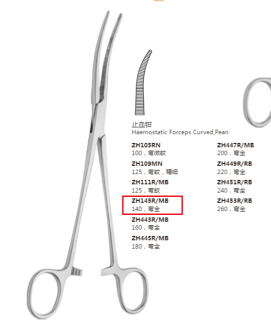 止血钳
Haemostatic Forceps Curved,Pean
ZH105RN
100，弯微蚊
ZH109MN
125，弯蚊，精细
ZH111R/MB
125，弯蚊
ZH145R/MB
140，弯全
ZH443R/MB
160，弯全
ZH445R/MB
180，弯全
ZH447R/MB
200，弯全
ZH449R/RB
220，弯全
ZH451R/RB
240，弯全
ZH453R/RB
260，弯全